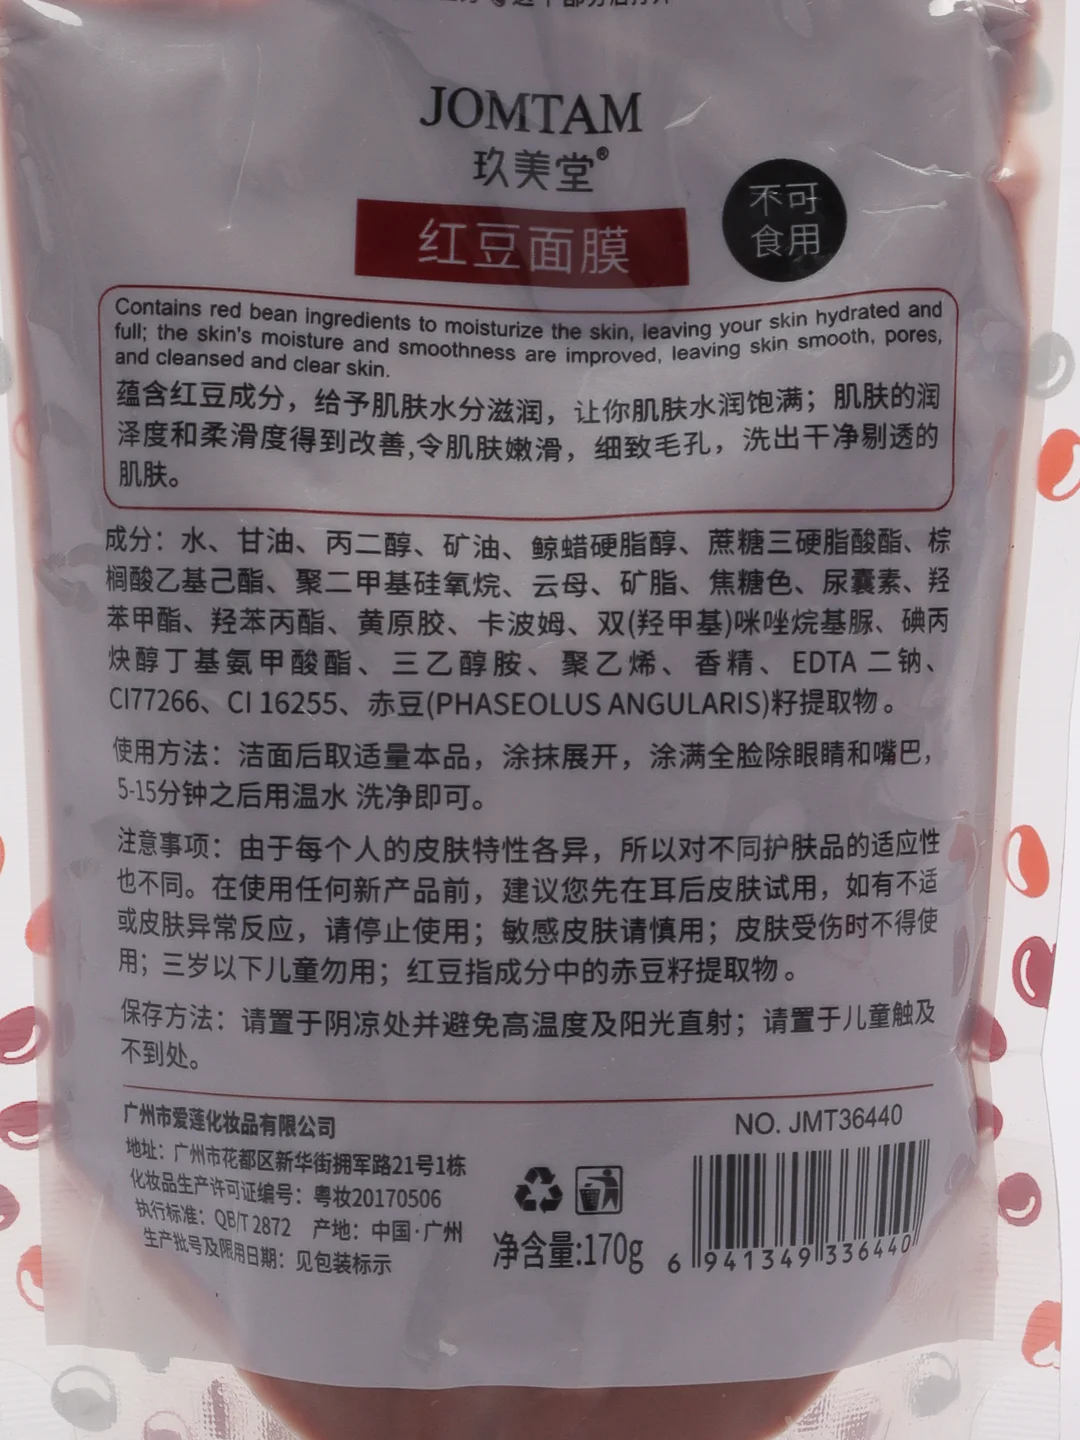 JOMTAM
玖美堂®
红豆面膜
不可
食用
Contains red bean ingredients to moisturize the skin, leaving your skin hydrated and
full; the skin's moisture and smoothness are improved, leaving skin smooth, pores,
and cleansed and clear skin.
蕴含红豆成分，给予肌肤水分滋润，让你肌肤水润饱满；肌肤的润
泽度和柔滑度得到改善,令肌肤嫩滑，细致毛孔，洗出干净剔透的
肌肤。
成分：水、甘油、丙二醇、矿油、鲸蜡硬脂醇、蔗糖三硬脂酸酯、棕
榈酸乙基己酯、聚二甲基硅氧烷、云母、矿脂、焦糖色、尿囊素、羟
苯甲酯、羟苯丙酯、黄原胶、卡波姆、双(羟甲基)咪唑烷基脲、碘丙
炔醇丁基氨甲酸酯、三乙醇胺、聚乙烯、香精、EDTA 二钠、
CI77266、CI 16255、赤豆(PHASEOLUS ANGULARIS)籽提取物。
使用方法：洁面后取适量本品，涂抹展开，涂满全脸除眼睛和嘴巴，
5-15分钟之后用温水 洗净即可。
注意事项：由于每个人的皮肤特性各异，所以对不同护肤品的适应性
也不同。在使用任何新产品前，建议您先在耳后皮肤试用，如有不适
或皮肤异常反应，请停止使用；敏感皮肤请慎用；皮肤受伤时不得使
用；三岁以下儿童勿用；红豆指成分中的赤豆籽提取物。
保存方法：请置于阴凉处并避免高温度及阳光直射；请置于儿童触及
不到处。
广州市爱莲化妆品有限公司
地址：广州市花都区新华街拥军路21号1栋
化妆品生产许可证编号：粤妆20170506
执行标准：QB/T 2872 产地：中国·广州
生产批号及限用日期：见包装标示
净含量:170g
NO. JMT36440
6 941349 336440